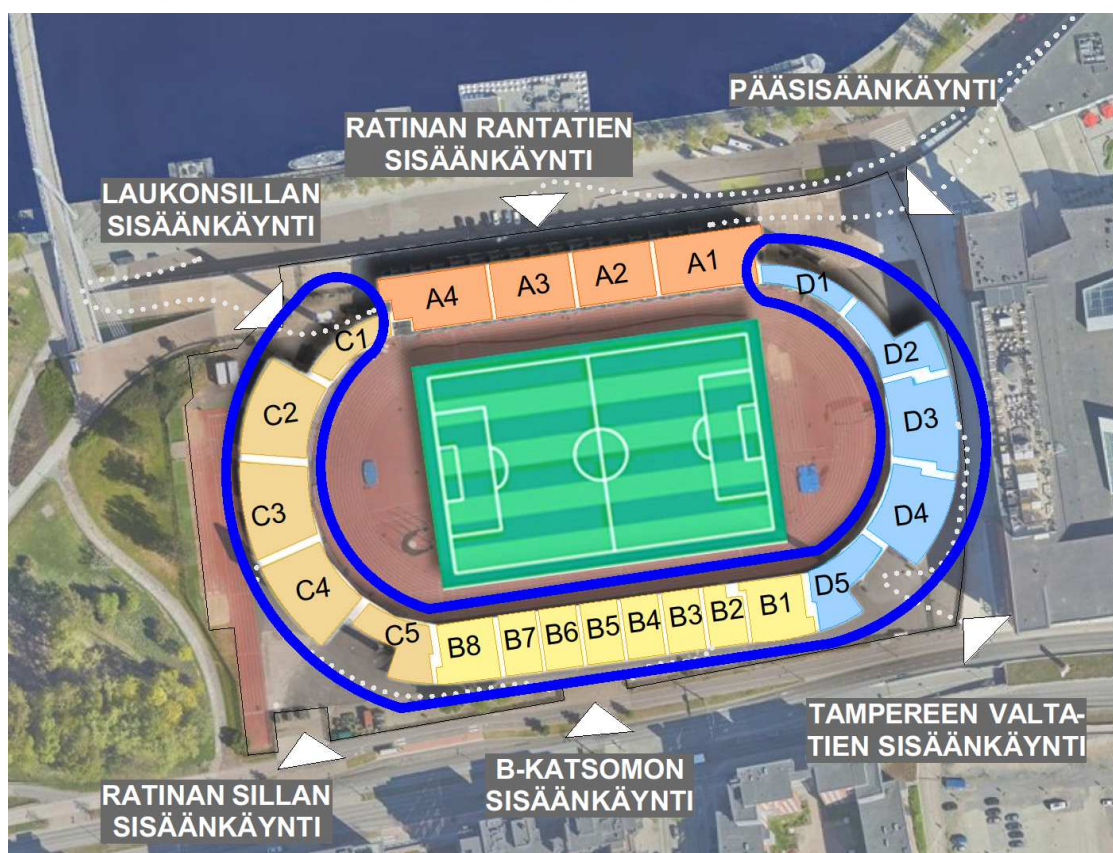 PÄÄSISÄÄNKÄYNTI
RATINAN RANTATIEN
SISÄÄNKÄYNTI
LAUKONSILLAN
SISÄÄNKÄYNTI
A4
A3
A2
A1
D1
D2
D3
D4
D5
C1
C2
C3
C4
C5
B8
B7
B6
B5
B4
B3
B2
B1
TAMPEREEN VALTA-
TIEN SISÄÄNKÄYNTI
B-KATSOMON
SISÄÄNKÄYNTI
RATINAN SILLAN
SISÄÄNKÄYNTI